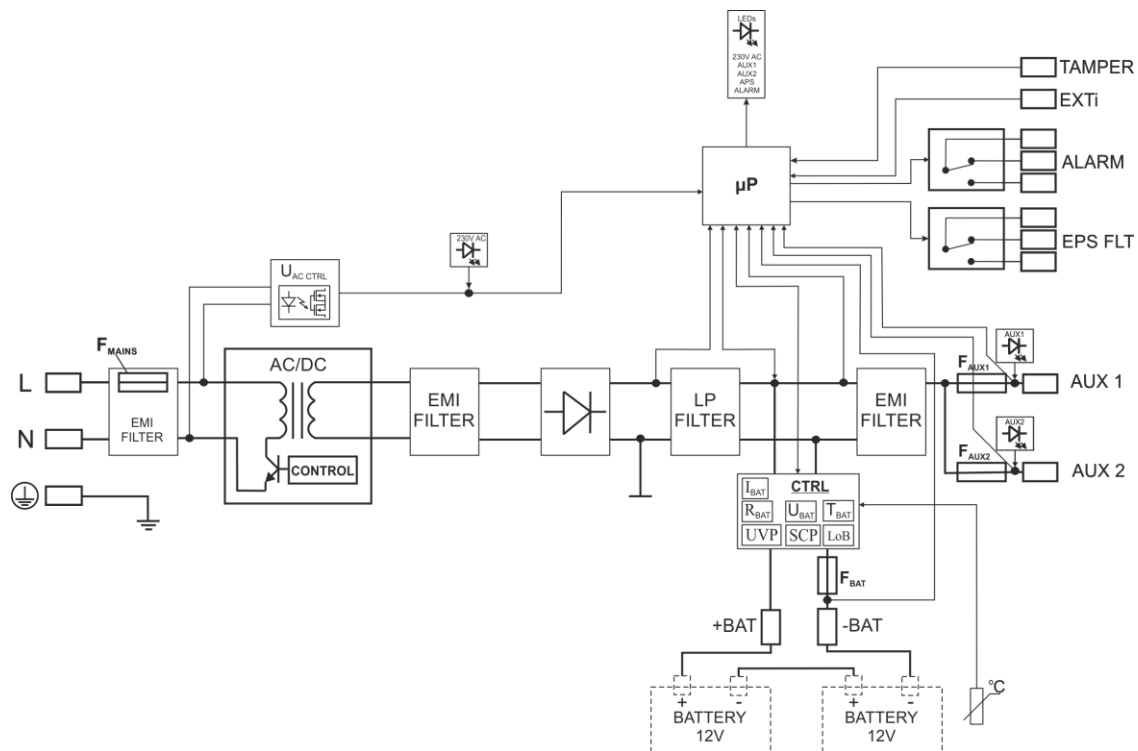 LEDs
230V AC
AUX1
AUX2
APS
ALARM
TAMPER
EXTi
ALARM
EPS FLT
µP
230V AC
U AC CTRL
F MAINS
L
N
EMI
FILTER
AC/DC
CONTROL
EMI
FILTER
LP
FILTER
EMI
FILTER
AUX1
F AUX1
AUX 1
AUX2
F AUX2
AUX 2
CTRL
I BAT
R BAT
U BAT
T BAT
UVP
SCP
LoB
F BAT
+BAT
-BAT
°C
+
-
BATTERY
12V
+
-
BATTERY
12V